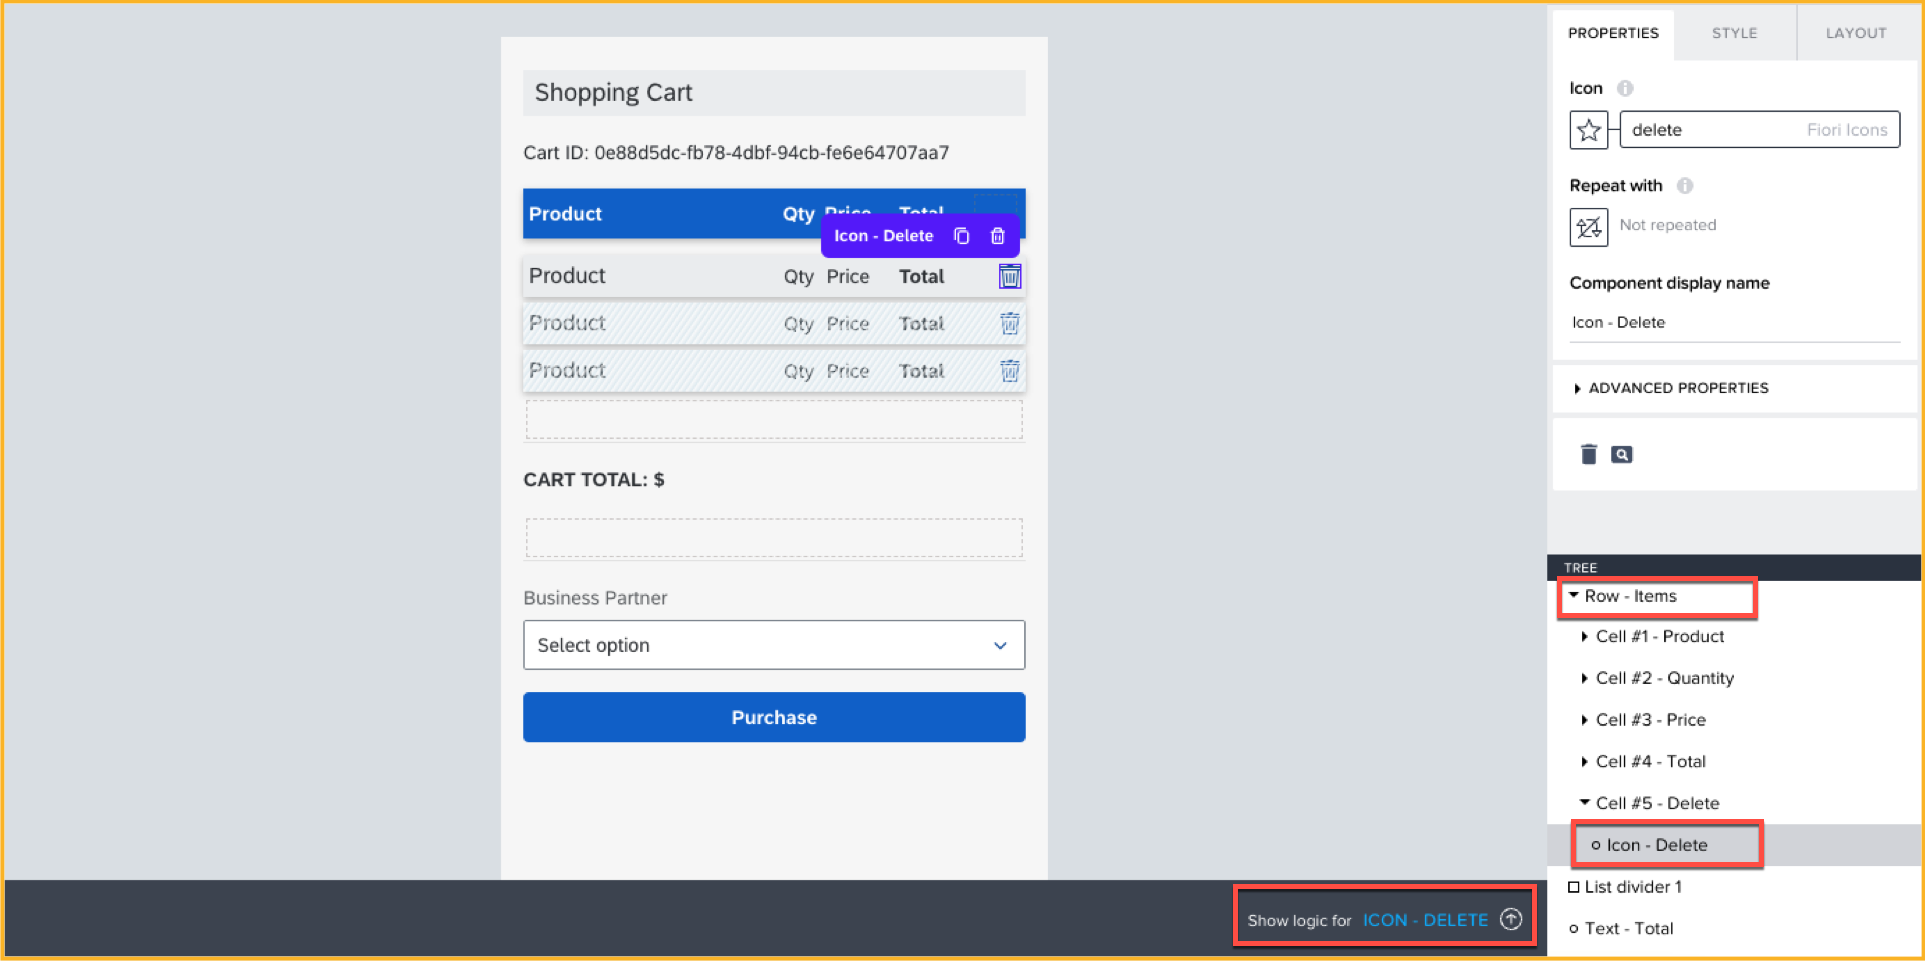 Shopping Cart
Cart ID: 0e88d5dc-fb78-4dbf-94cb-fe6e64707aa7
Product Qty Price Total
Icon - Delete
Product Qty Price Total
Product Qty Price Total
Product Qty Price Total
CART TOTAL: $
Business Partner
Select option
Purchase
Show logic for ICON - DELETE
PROPERTIES STYLE LAYOUT
Icon
delete Fiori Icons
Repeat with
Not repeated
Component display name
Icon - Delete
ADVANCED PROPERTIES
TREE
Row - Items
Cell #1 - Product
Cell #2 - Quantity
Cell #3 - Price
Cell #4 - Total
Cell #5 - Delete
Icon - Delete
List divider 1
Text - Total